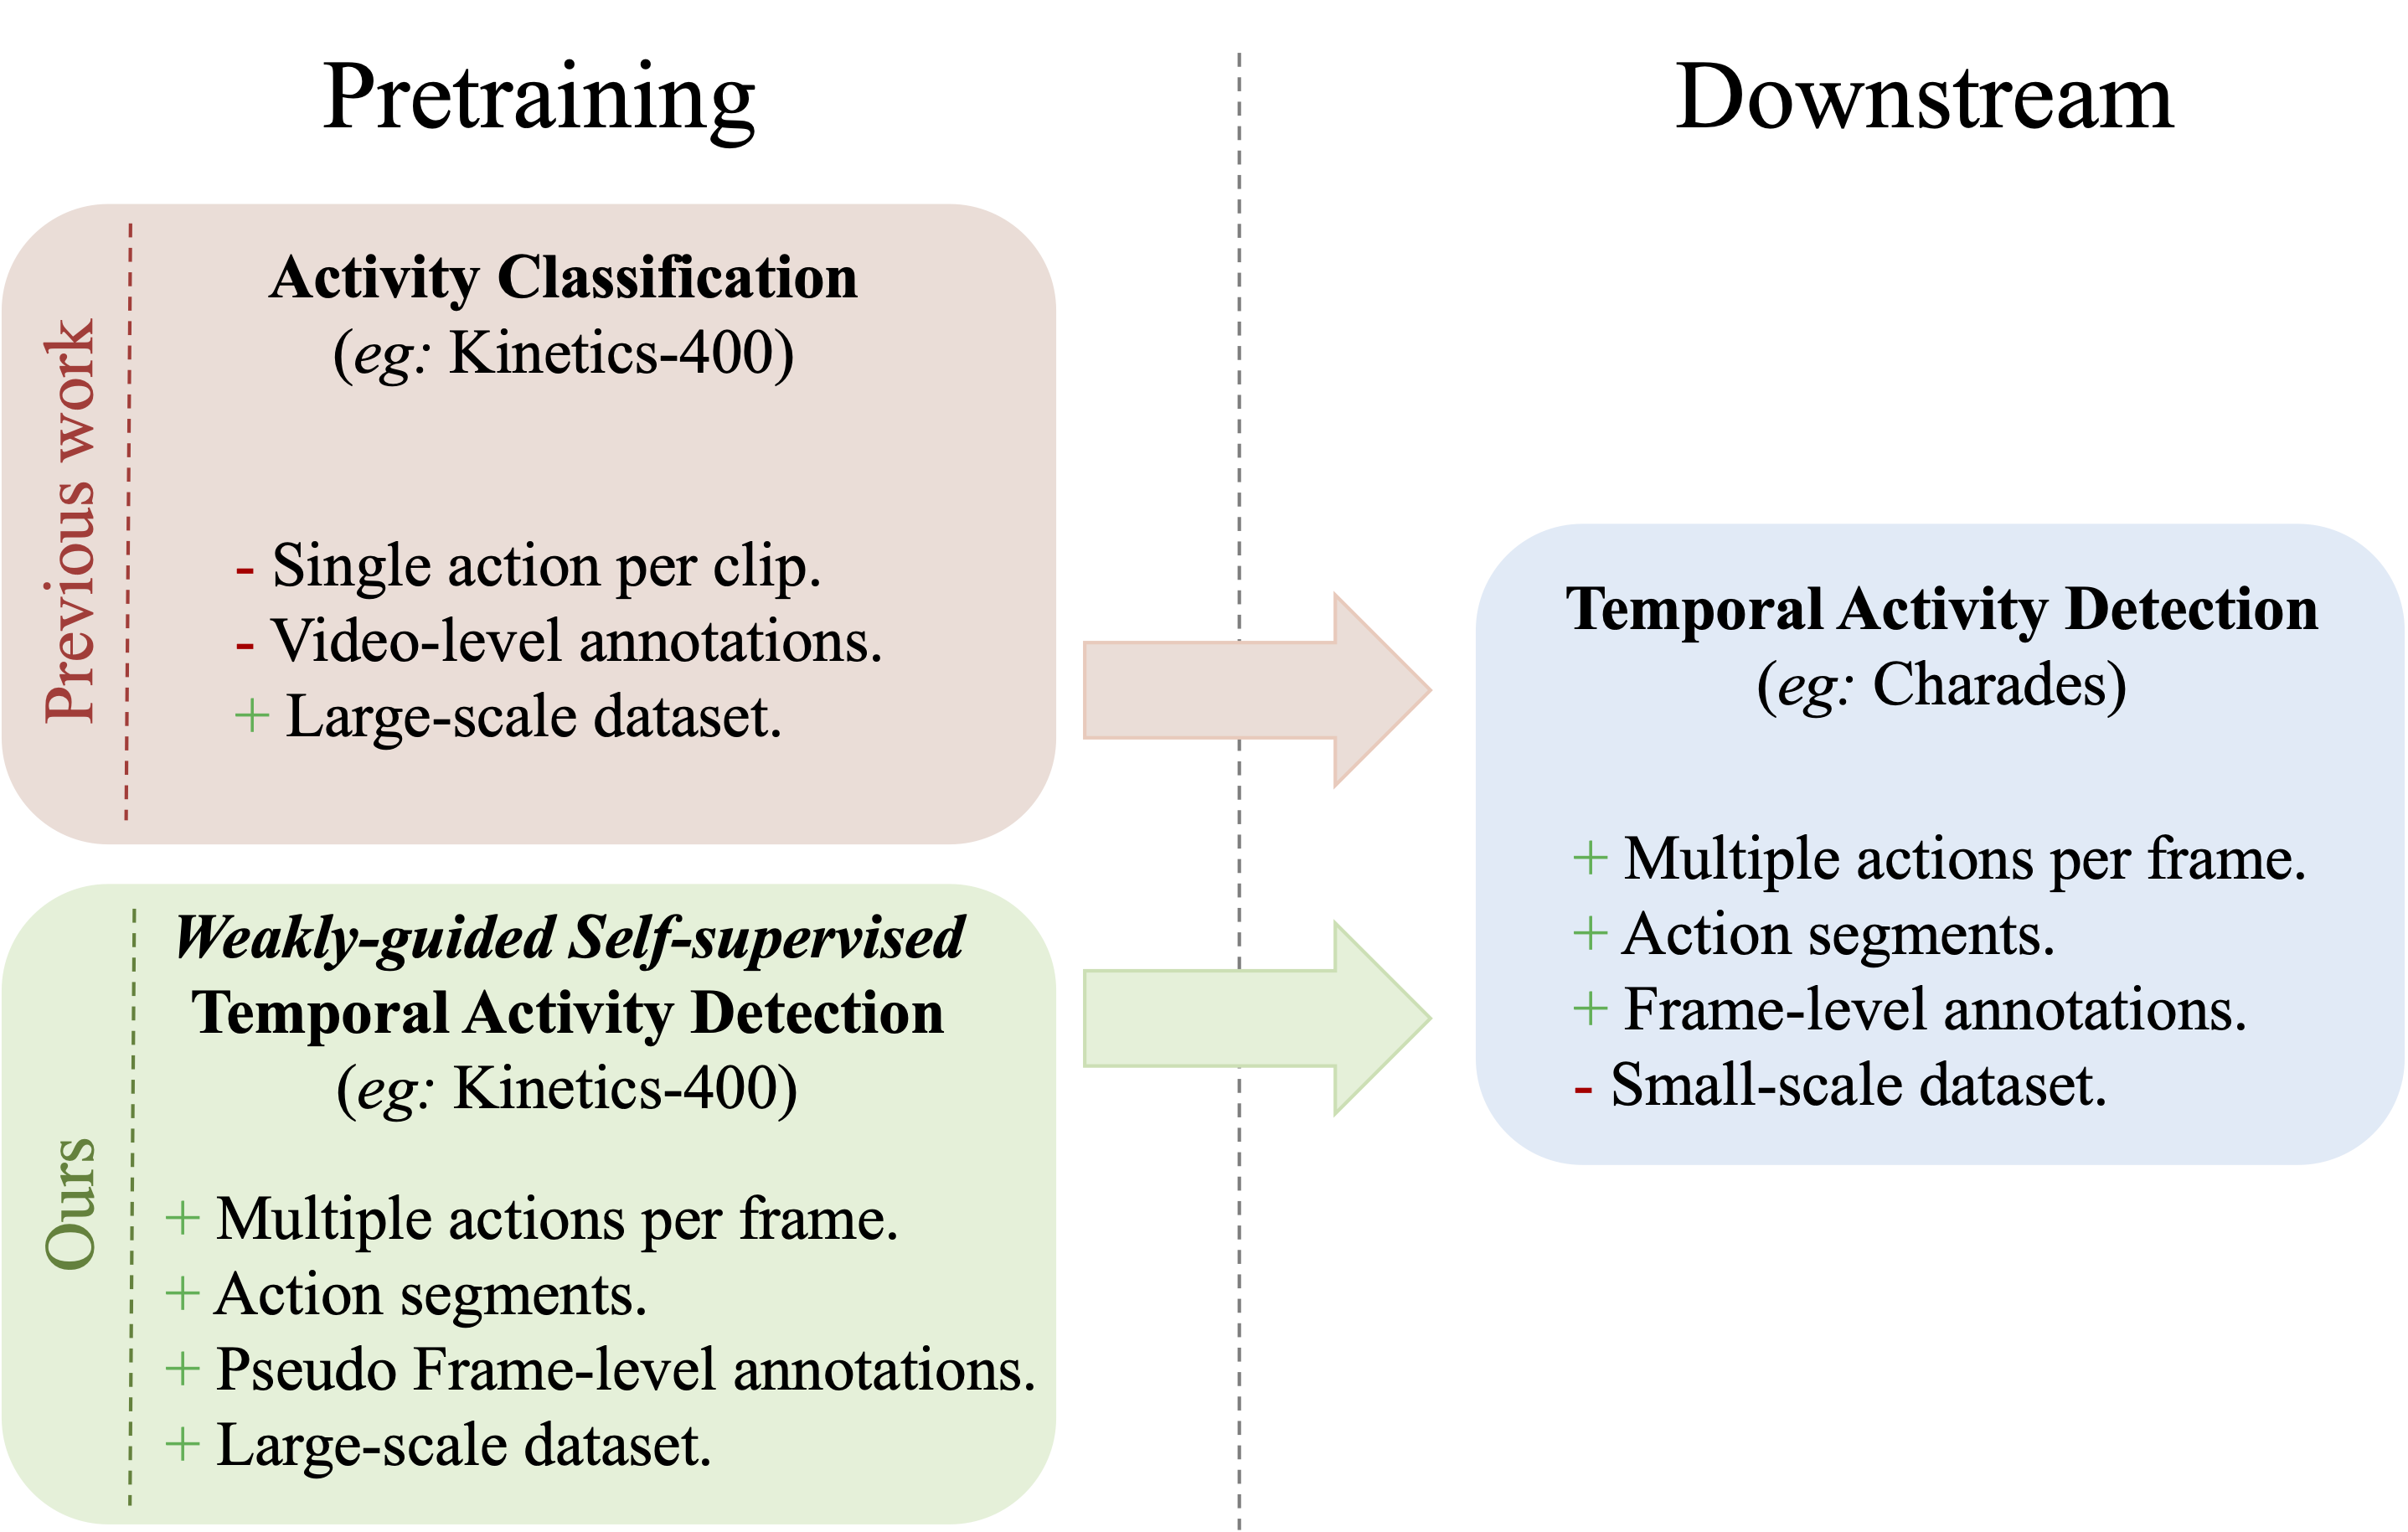 Pretraining
Downstream
Previous work
Activity Classification
(eg: Kinetics-400)
- Single action per clip.
- Video-level annotations.
+ Large-scale dataset.
Ours
Weakly-guided Self-supervised
Temporal Activity Detection
(eg: Kinetics-400)
+ Multiple actions per frame.
+ Action segments.
+ Pseudo Frame-level annotations.
+ Large-scale dataset.
Temporal Activity Detection
(eg: Charades)
+ Multiple actions per frame.
+ Action segments.
+ Frame-level annotations.
- Small-scale dataset.